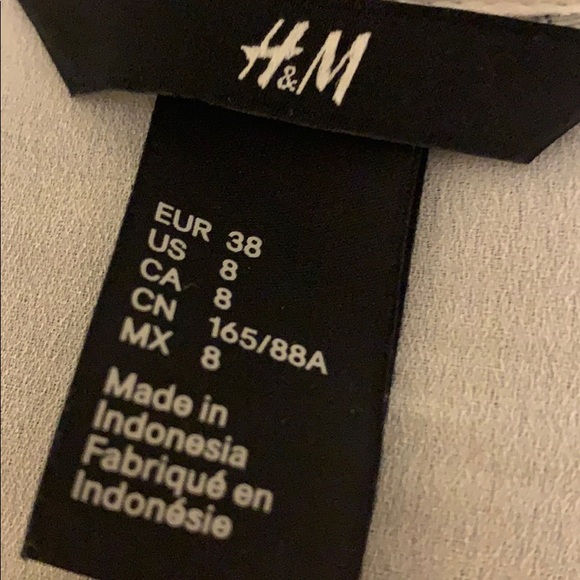 H&M
EUR 38
US 8
CA 8
CN 165/88A
MX 8
Made in
Indonesia
Fabriqué en
Indonésie